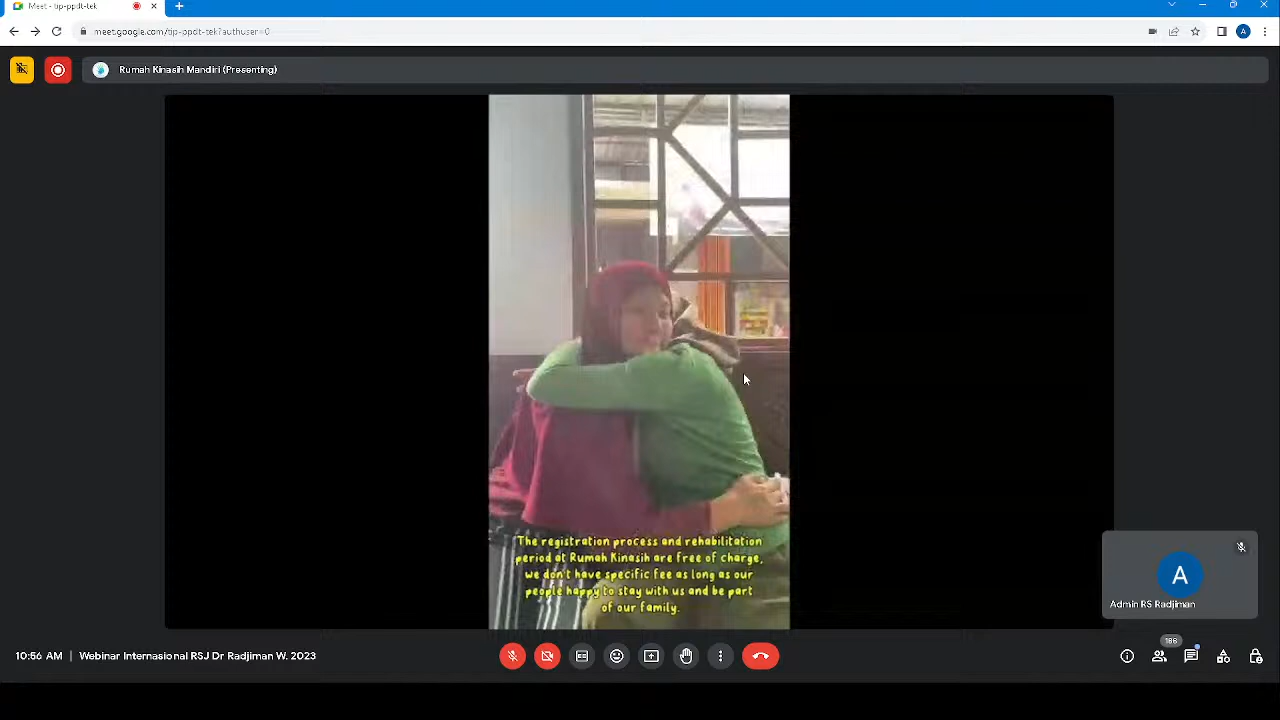 Meet - tip-ppdt-tek
meet.google.com/tip-ppdt-tek?authuser=0
A
Rumah Kinasih Mandiri (Presenting)
The registration process and rehabilitation
period at Rumah Kinasih are free of charge,
we don't have specific fee as long as our
people happy to stay with us and be part
of our family.
A
Admin RS Radjiman
10:56 AM | Webinar Internasional RSJ Dr Radjiman W. 2023
186